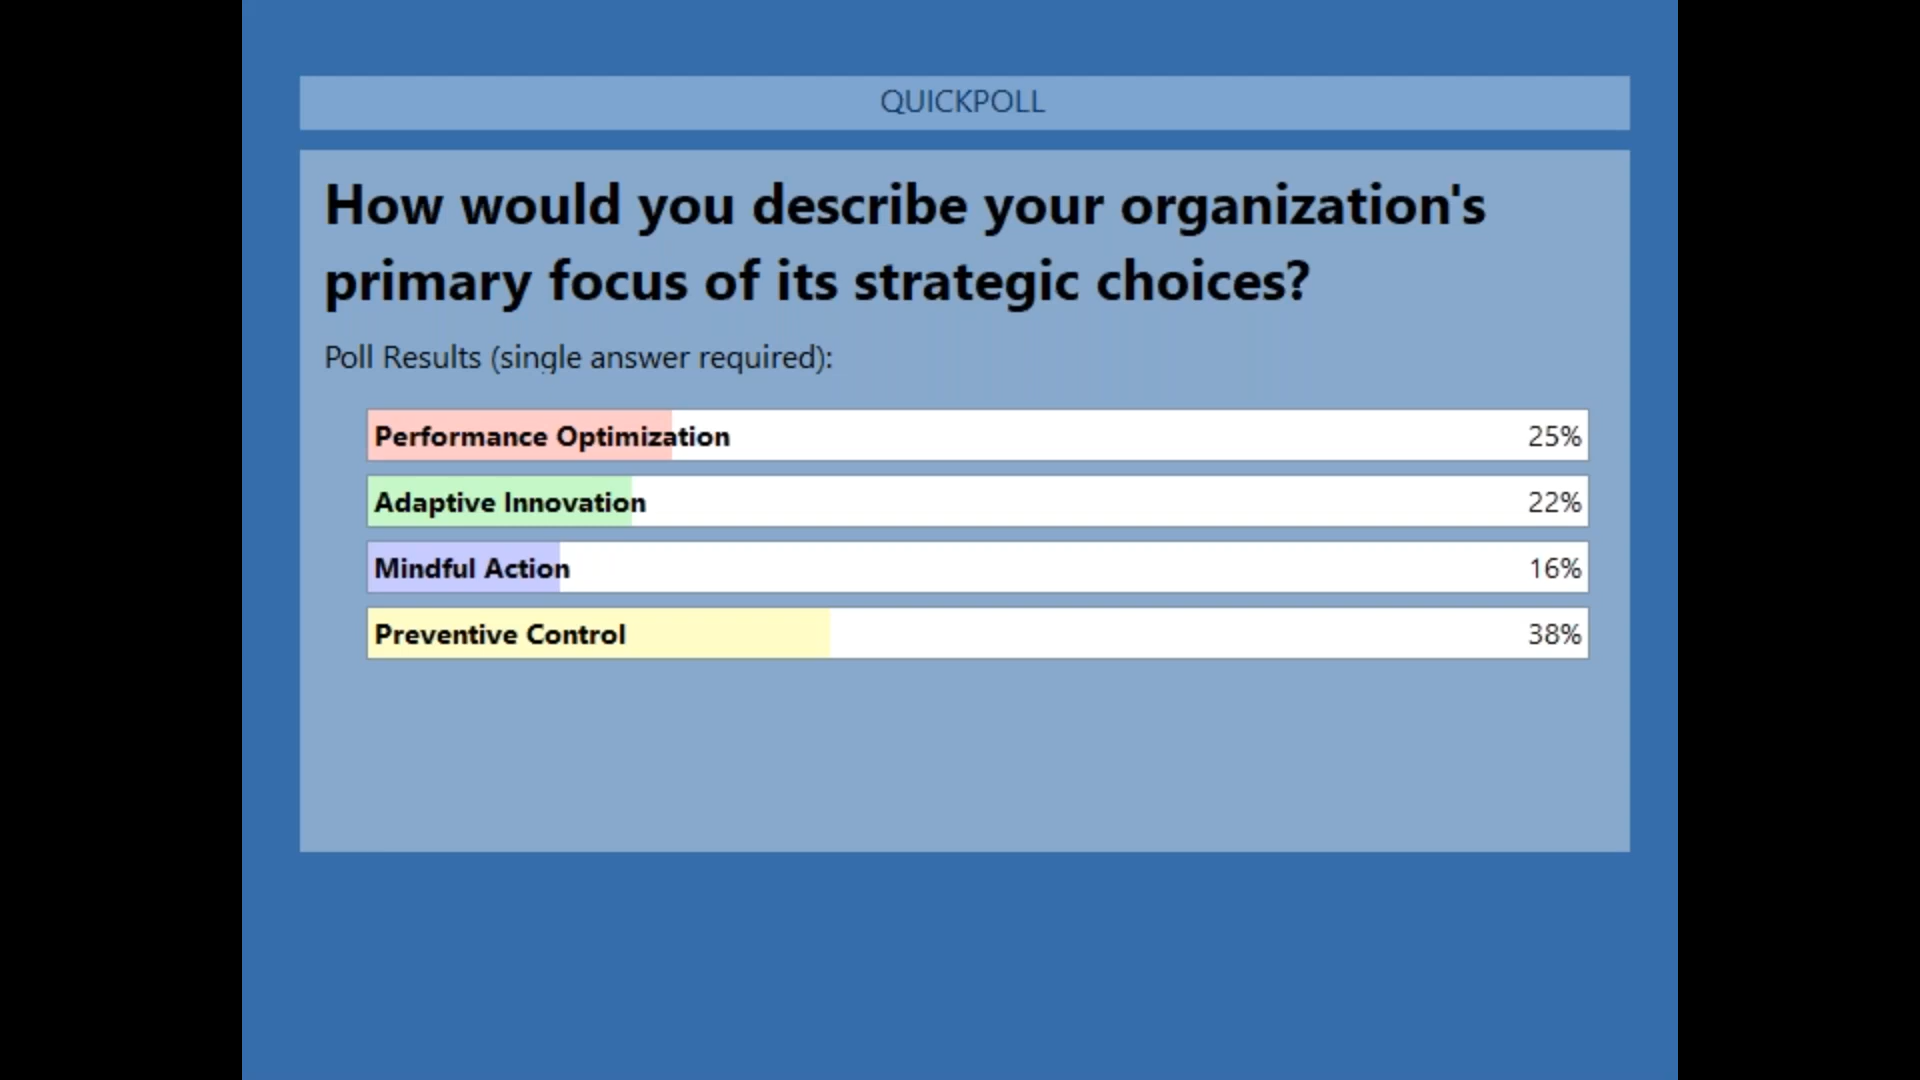 QUICKPOLL
How would you describe your organization's
primary focus of its strategic choices?
Poll Results (single answer required):
Performance Optimization 25%
Adaptive Innovation 22%
Mindful Action 16%
Preventive Control 38%